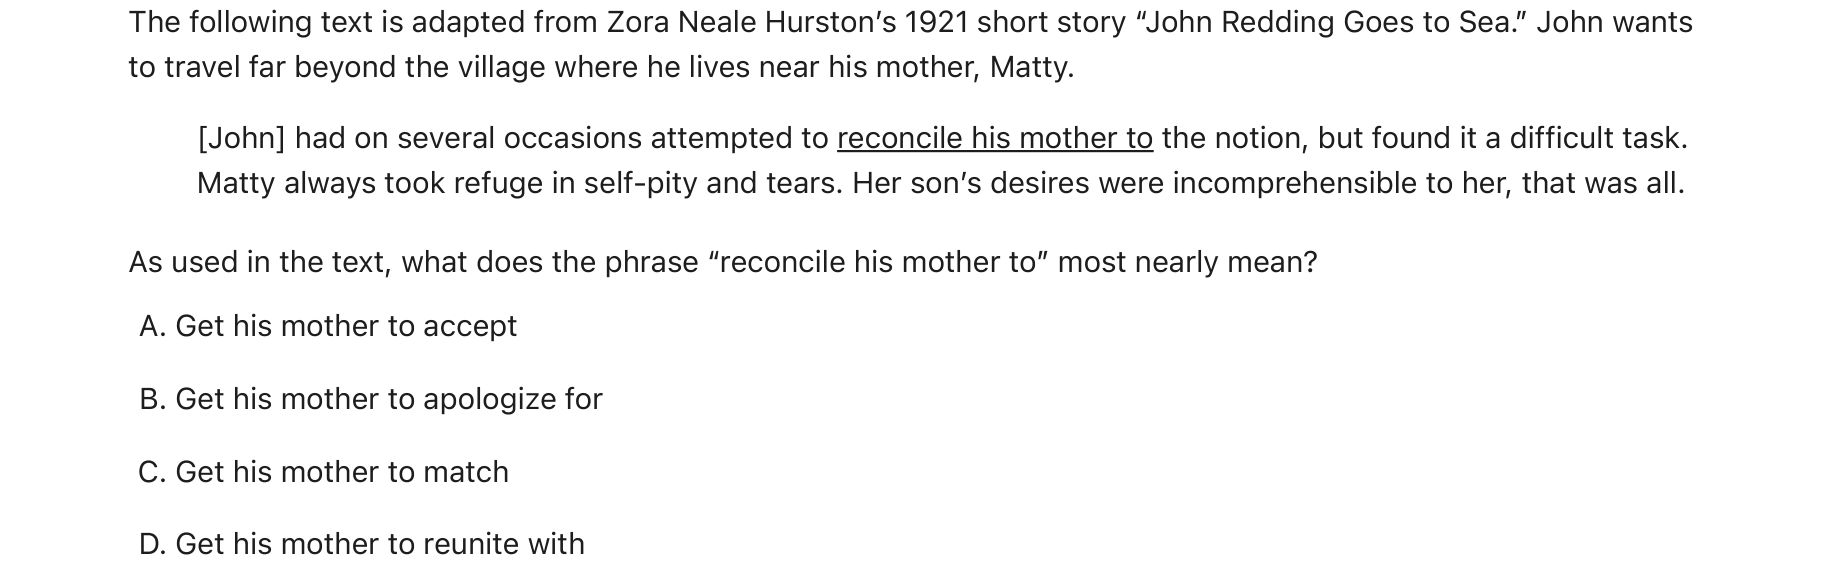 The following text is adapted from Zora Neale Hurston’s 1921 short story “John Redding Goes to Sea.” John wants
to travel far beyond the village where he lives near his mother, Matty.
[John] had on several occasions attempted to reconcile his mother to the notion, but found it a difficult task.
Matty always took refuge in self-pity and tears. Her son’s desires were incomprehensible to her, that was all.
As used in the text, what does the phrase “reconcile his mother to” most nearly mean?
A. Get his mother to accept
B. Get his mother to apologize for
C. Get his mother to match
D. Get his mother to reunite with